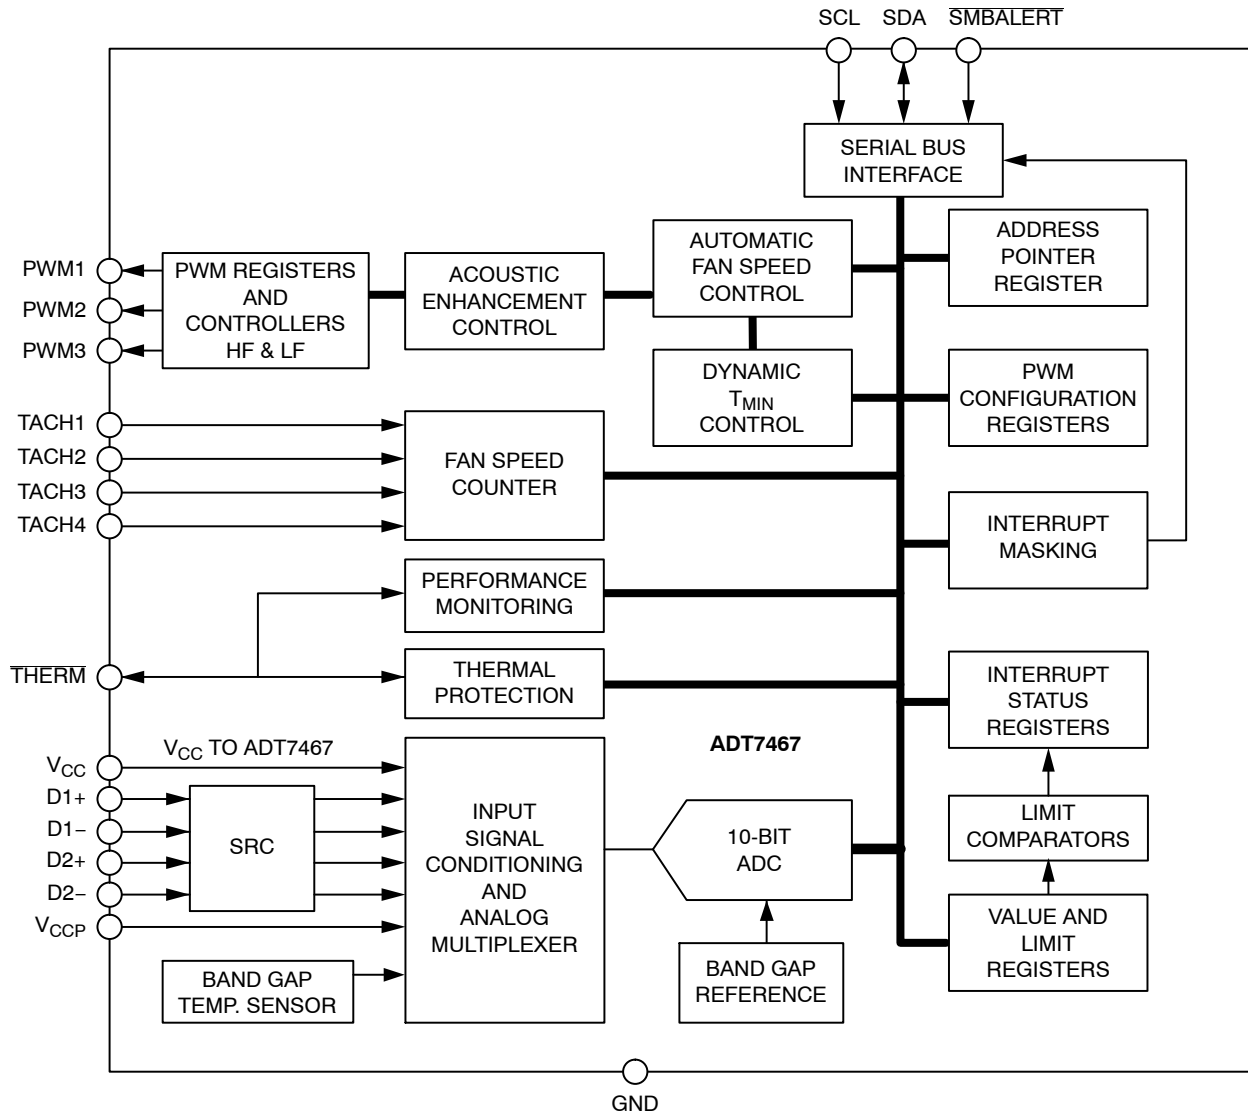 SCL SDA SMBALERT
SERIAL BUS
INTERFACE
ADDRESS
POINTER
REGISTER
AUTOMATIC
FAN SPEED
CONTROL
ACOUSTIC
ENHANCEMENT
CONTROL
PWM REGISTERS
AND
CONTROLLERS
HF & LF
PWM1
PWM2
PWM3
DYNAMIC
TMIN
CONTROL
PWM
CONFIGURATION
REGISTERS
TACH1
TACH2
TACH3
TACH4
FAN SPEED
COUNTER
INTERRUPT
MASKING
PERFORMANCE
MONITORING
THERM
THERMAL
PROTECTION
INTERRUPT
STATUS
REGISTERS
VCC TO ADT7467
ADT7467
VCC
D1+
D1−
D2+
D2−
VCCP
SRC
INPUT
SIGNAL
CONDITIONING
AND
ANALOG
MULTIPLEXER
10-BIT
ADC
LIMIT
COMPARATORS
VALUE AND
LIMIT
REGISTERS
BAND GAP
TEMP. SENSOR
BAND GAP
REFERENCE
GND